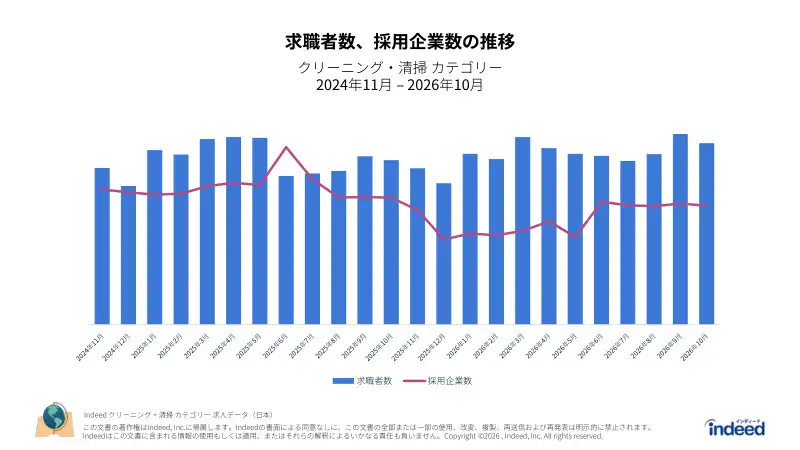 求職者数、採用企業数の推移
クリーニング・清掃 カテゴリー
2024年11月 – 2026年10月
2024年11月
2024年12月
2025年1月
2025年2月
2025年3月
2025年4月
2025年5月
2025年6月
2025年7月
2025年8月
2025年9月
2025年10月
2025年11月
2025年12月
2026年1月
2026年2月
2026年3月
2026年4月
2026年5月
2026年6月
2026年7月
2026年8月
2026年9月
2026年10月
求職者数 採用企業数
Indeed クリーニング・清掃 カテゴリー 求人データ（日本）
この文書の著作権はIndeed, Inc.に帰属します。Indeedの書面による同意なしに、この文書の全部または一部の使用、改変、複製、再送信および再発表は明示的に禁止されます。
Indeedはこの文書に含まれる情報の使用もしくは適用、またはそれらの解釈によるいかなる責任も負いません。Copyright ©2026 , Indeed, Inc. All rights reserved.
インディード
indeed